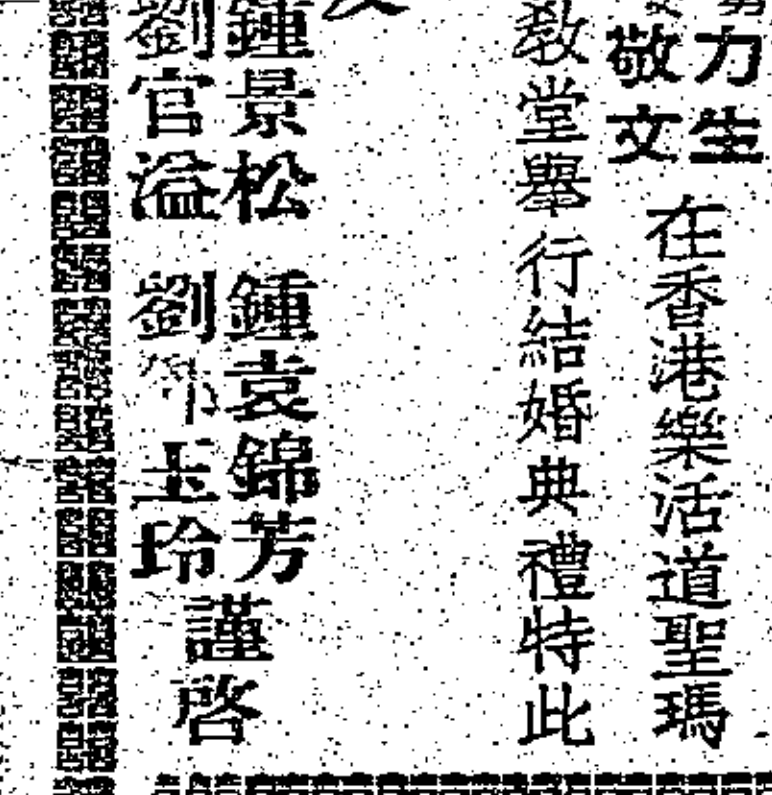 力生
敬文
在香港樂活道聖瑪
教堂舉行結婚典禮特此
鍾景松 鍾袁錦芳
劉官溢 劉鄧玉玲
謹啓